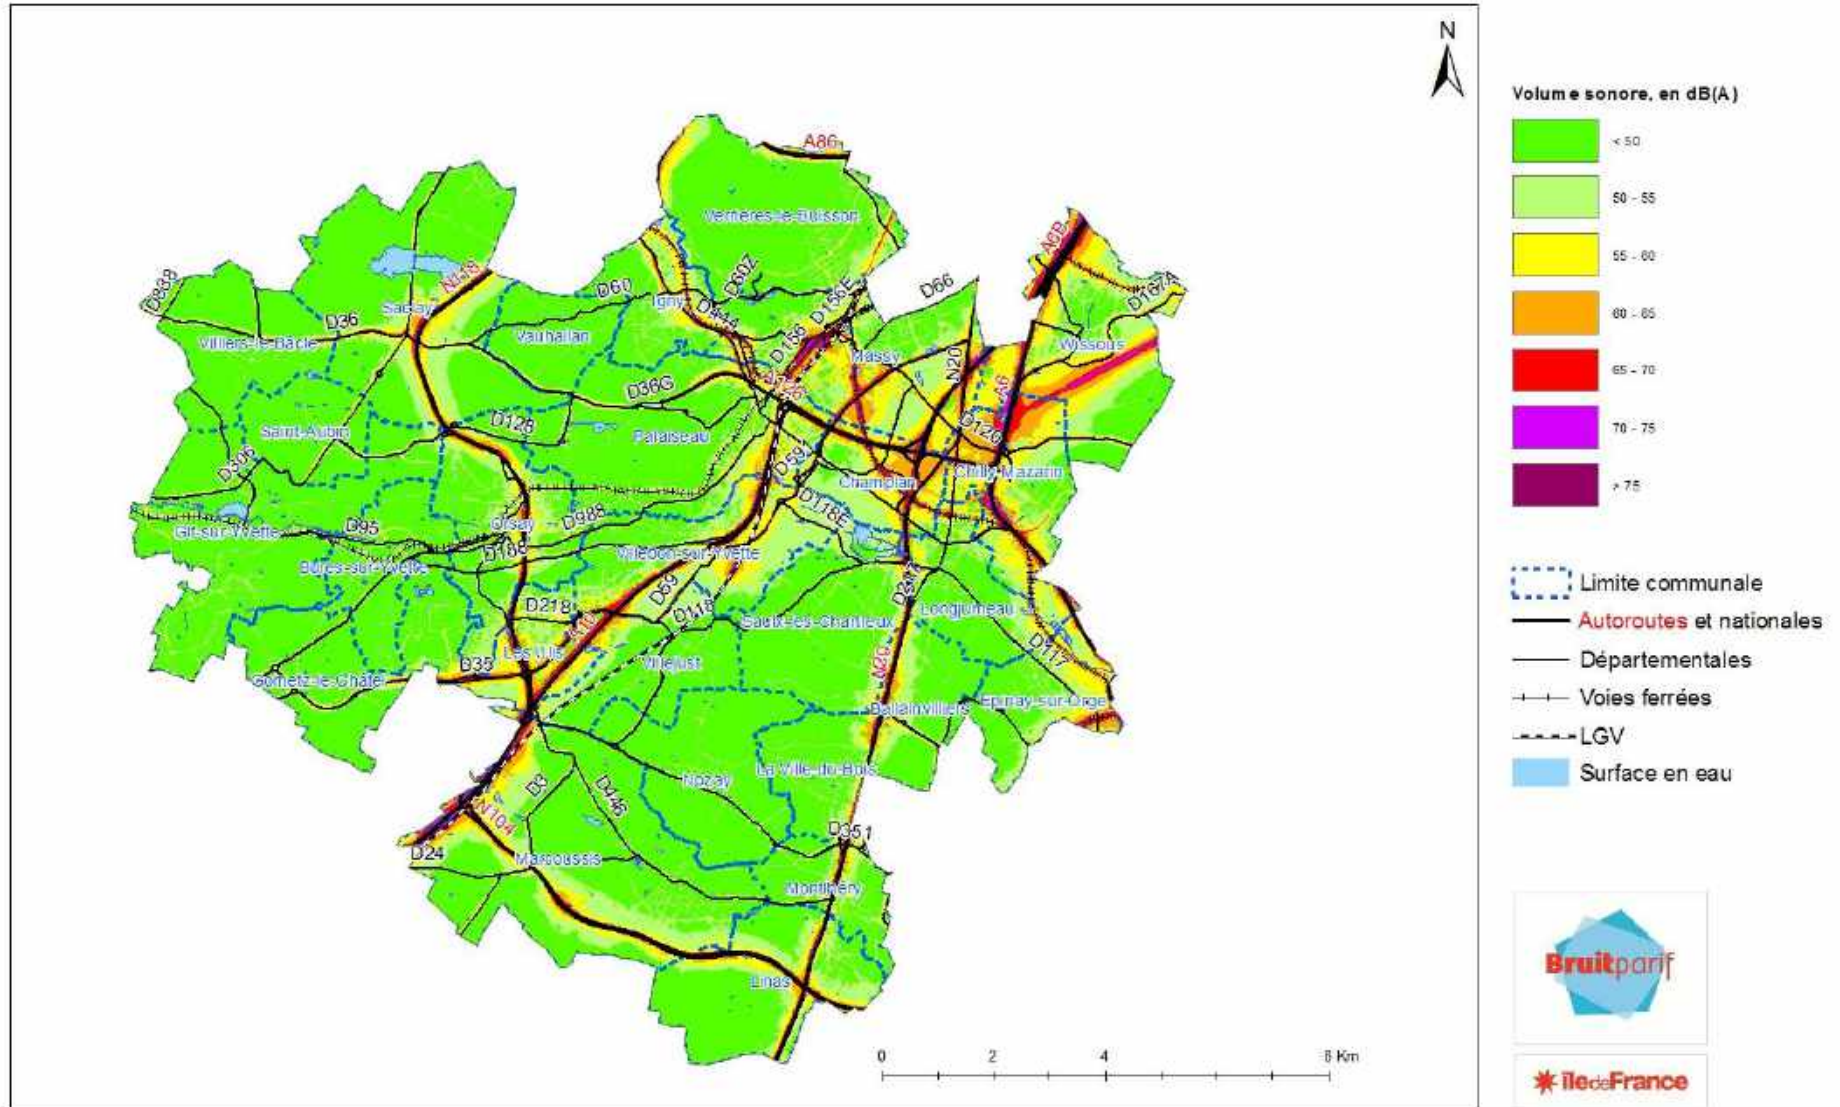 N
Volume sonore, en dB(A)
< 50
50 - 55
55 - 60
60 - 65
65 - 70
70 - 75
> 75
Limite communale
Autoroutes et nationales
Départementales
Voies ferrées
LGV
Surface en eau
Bruitparif
îledeFrance
A86
Verrières-le-Buisson
A6B
D167A
D838
N118
Saclay
D60
Igny
D60Z
D444
D156E
D66
D36
Villiers-le-Bâcle
Vauhallan
D156
Massy
N20
Wissous
A126
A6
D36G
D128
Saint-Aubin
Palaiseau
D120
D306
D591
Champlan
Chilly-Mazarin
D118E
D95
Gif-sur-Yvette
Orsay
D988
D188
Villebon-sur-Yvette
Bures-sur-Yvette
D59
D218
D118
A10
Saulx-les-Chartreux
Longjumeau
D117
Les Ulis
D35
Villejust
Gometz-le-Châtel
N20
Ballainvilliers
Epinay-sur-Orge
La Ville-du-Bois
Nozay
D3
D446
N104
D351
D24
Marcoussis
Montlhéry
Linas
0 2 4 8 Km